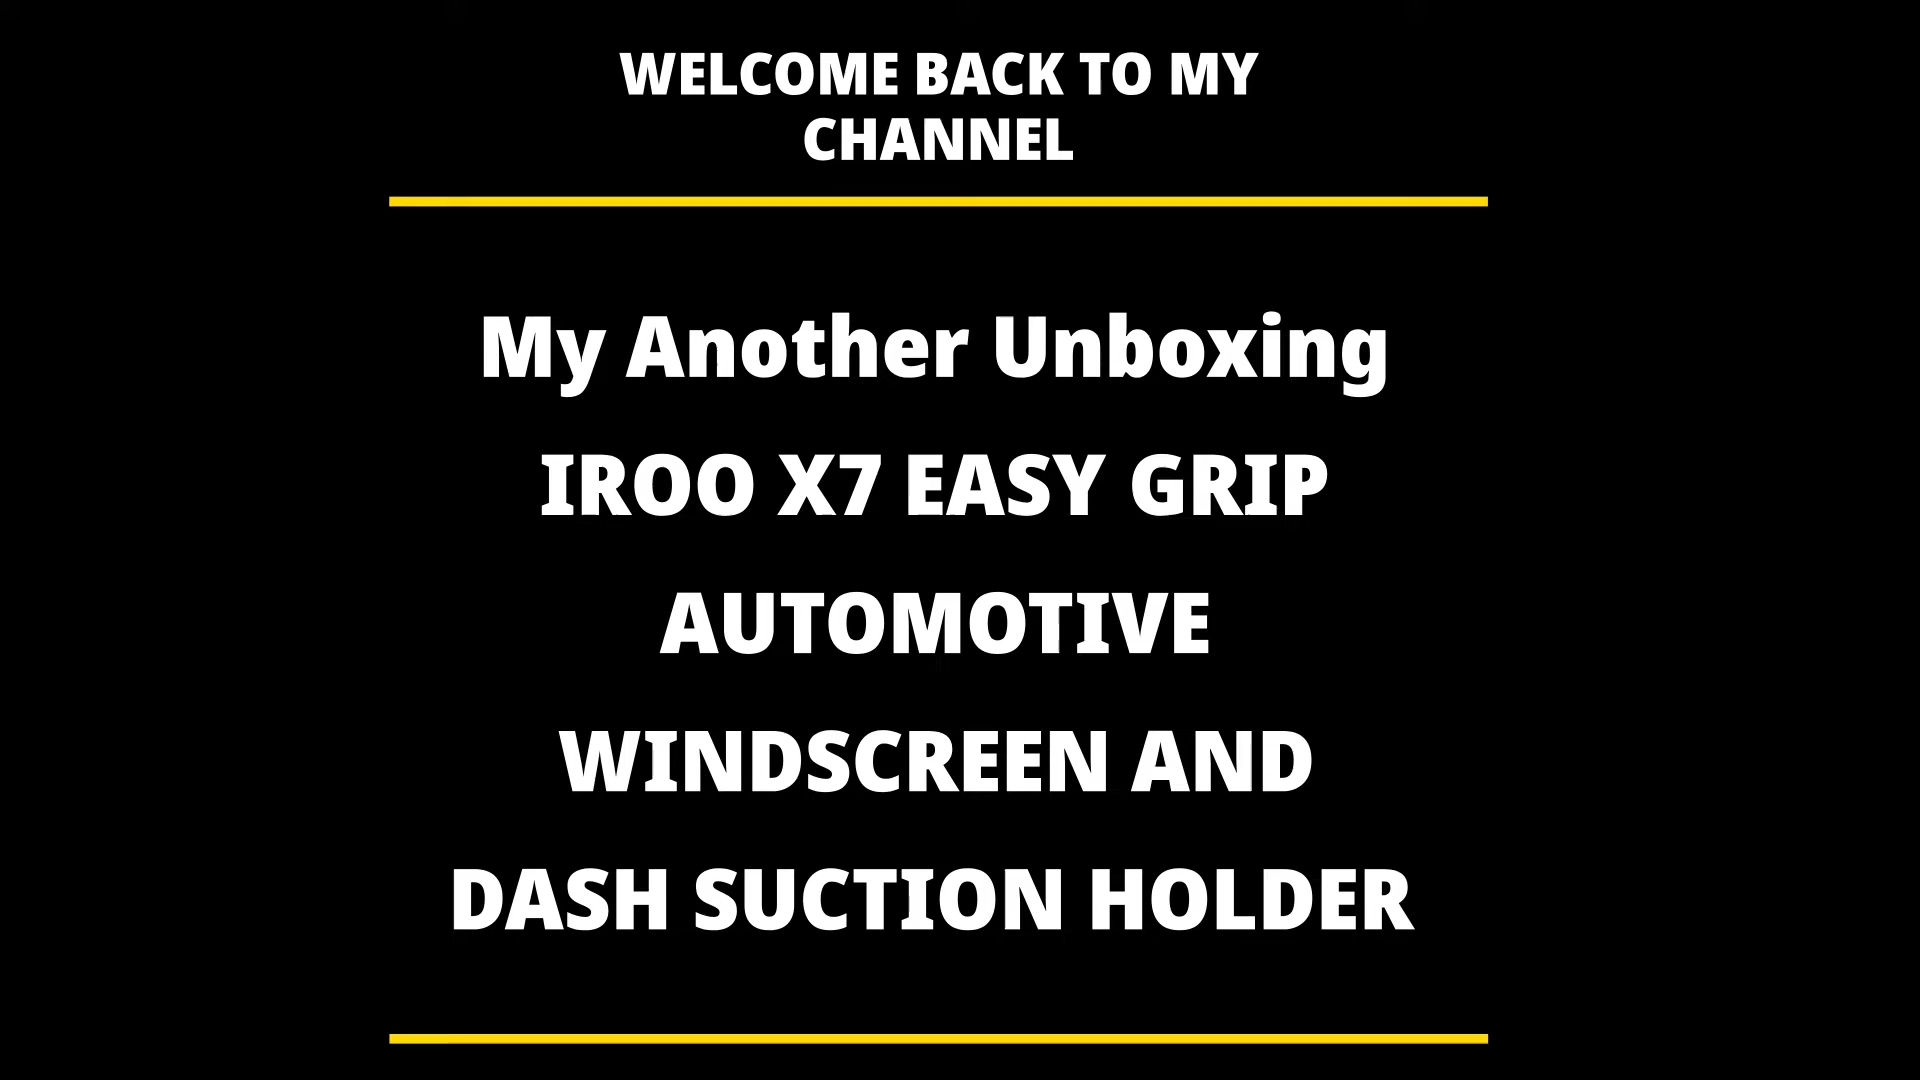 WELCOME BACK TO MY
CHANNEL
My Another Unboxing
IROO X7 EASY GRIP
AUTOMOTIVE
WINDSCREEN AND
DASH SUCTION HOLDER